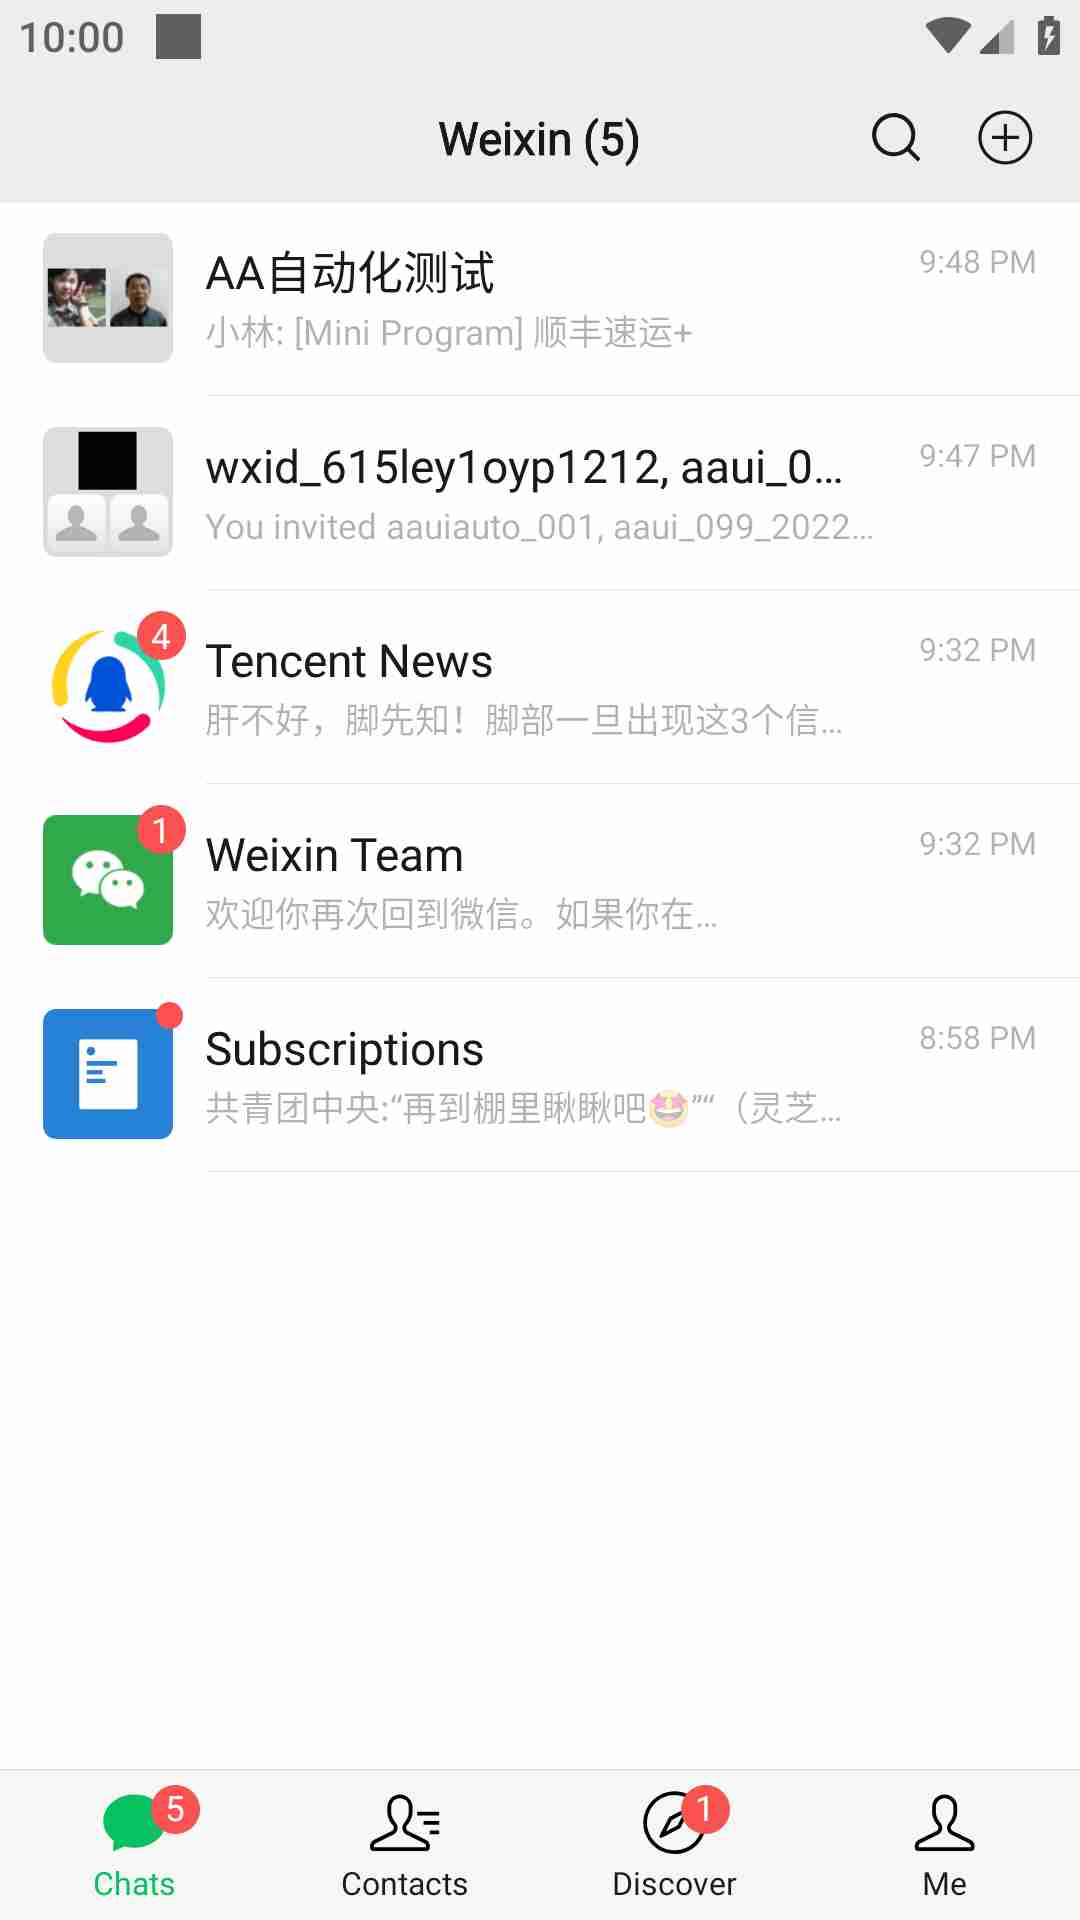 10:00
Weixin (5)
AA自动化测试
9:48 PM
小林: [Mini Program] 顺丰速运+
wxid_615ley1oyp1212, aaui_0...
9:47 PM
You invited aauiauto_001, aaui_099_2022...
4
Tencent News
9:32 PM
肝不好，脚先知！脚部一旦出现这3个信...
1
Weixin Team
9:32 PM
欢迎你再次回到微信。如果你在...
Subscriptions
8:58 PM
共青团中央:“再到棚里瞅瞅吧🤩”“（灵芝...
5
1
Chats
Contacts
Discover
Me